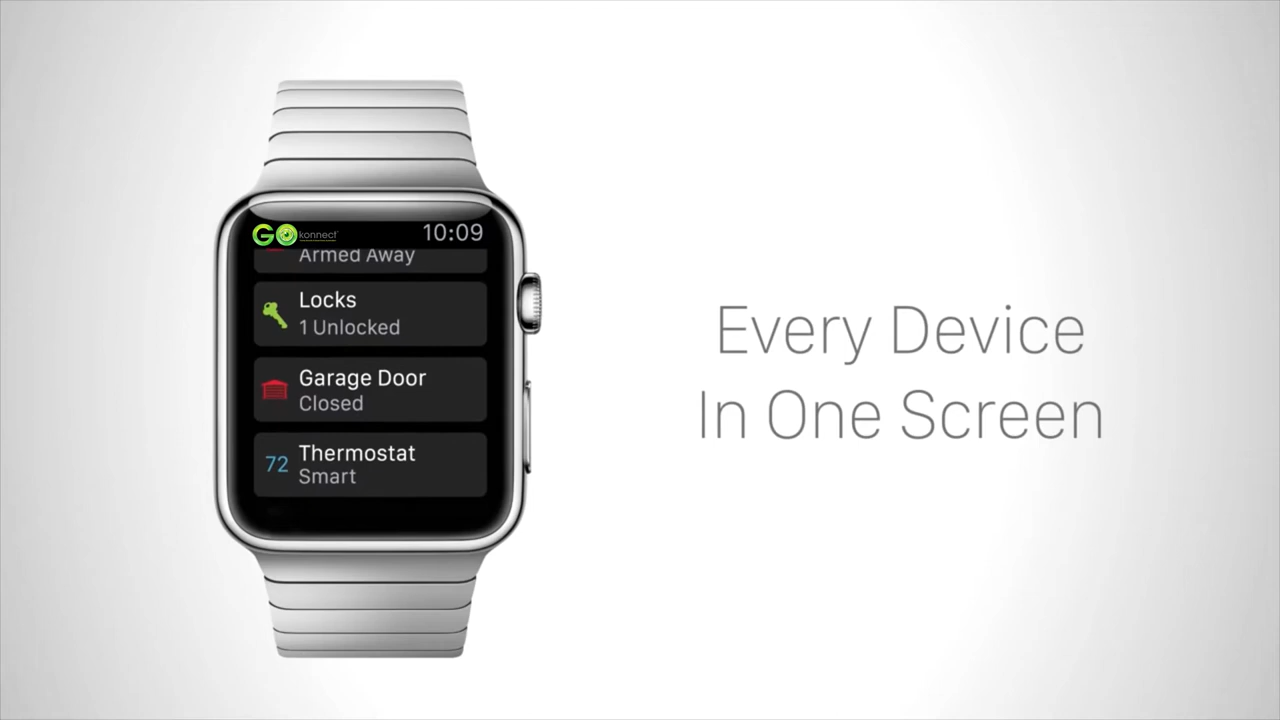 GO konnect
10:09
Armed Away
Locks
1 Unlocked
Garage Door
Closed
72
Thermostat
Smart
Every Device
In One Screen